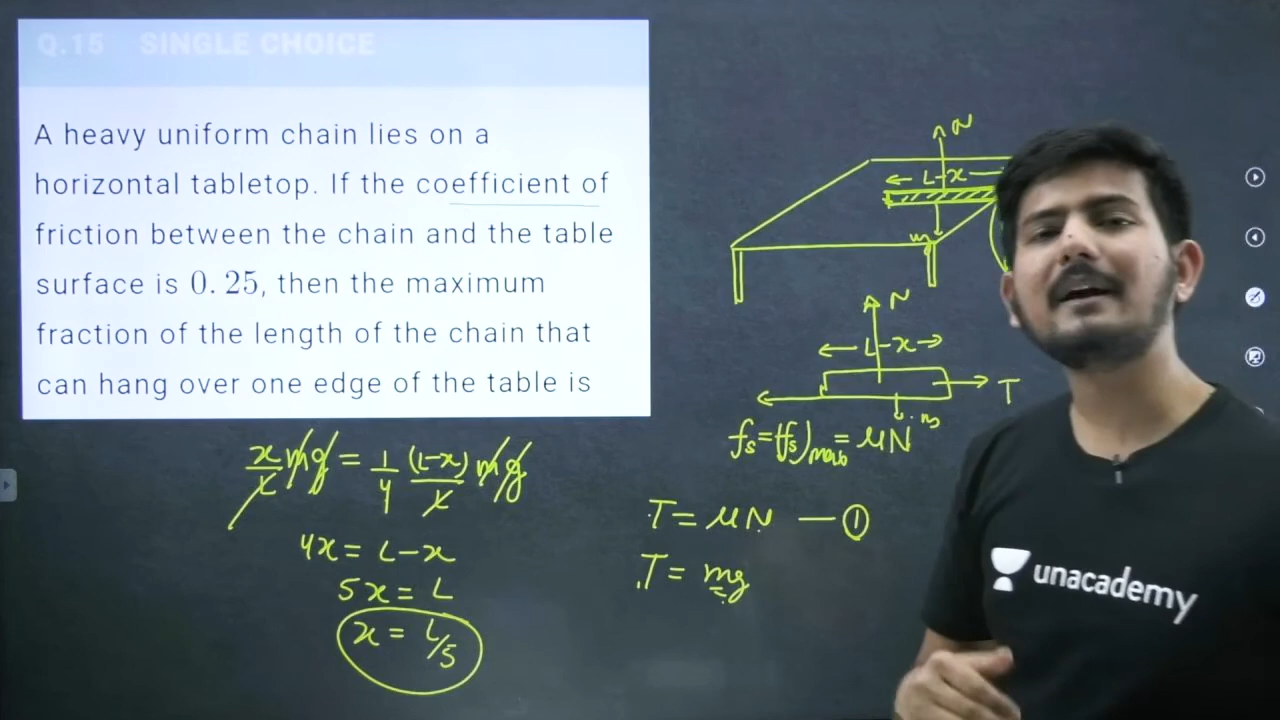 Q.15 SINGLE CHOICE
A heavy uniform chain lies on a
horizontal tabletop. If the coefficient of
friction between the chain and the table
surface is 0.25, then the maximum
fraction of the length of the chain that
can hang over one edge of the table is
N
L-x
mg
N
L-x
T
m
fs=(fs)max=μN
x/L mg = 1/4 (L-x)/L mg
4x = L-x
5x = L
x = L/5
T = μN — ①
T = mg
unacademy